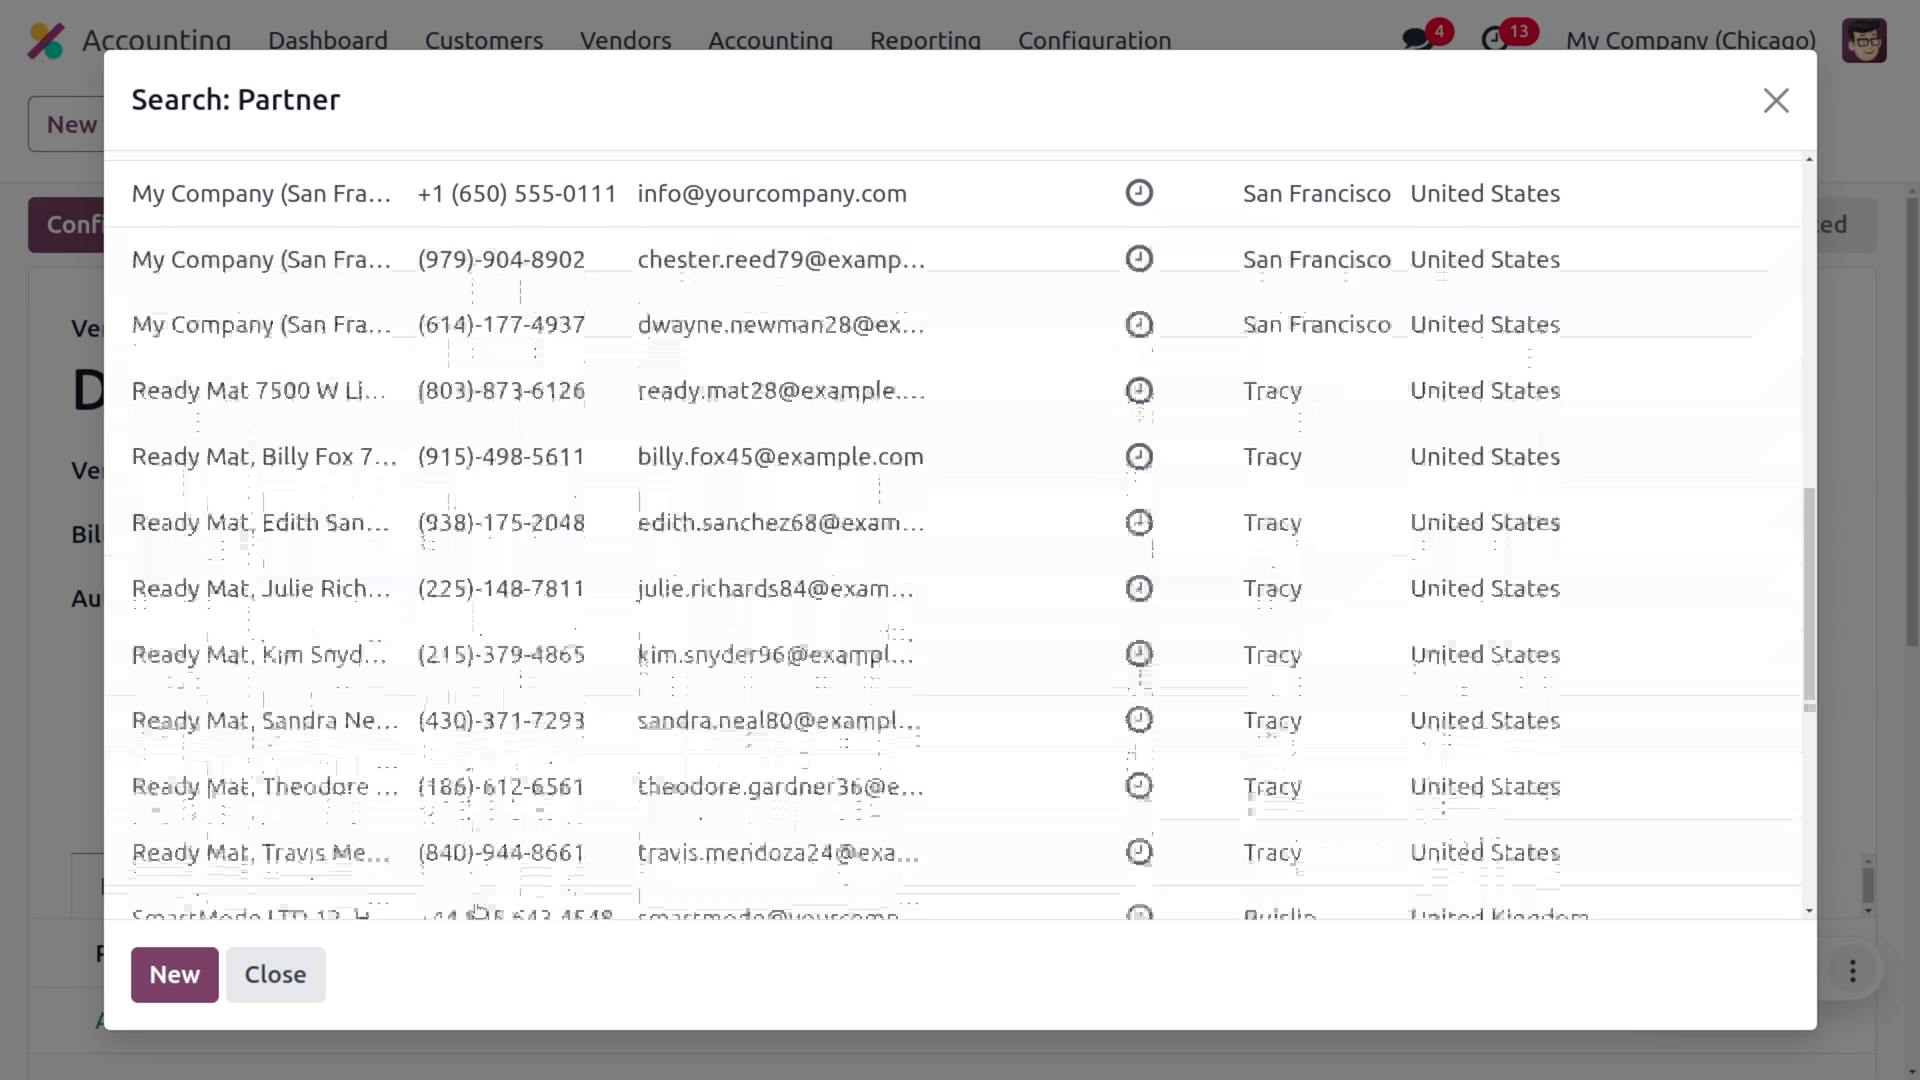 Accounting Dashboard Customers Vendors Accounting Reporting Configuration 4 13 My Company (Chicago)
Search: Partner
New
My Company (San Fra... +1 (650) 555-0111 info@yourcompany.com San Francisco United States
My Company (San Fra... (979)-904-8902 chester.reed79@examp... San Francisco United States
My Company (San Fra... (614)-177-4937 dwayne.newman28@ex... San Francisco United States
Ready Mat 7500 W Li... (803)-873-6126 ready.mat28@example.... Tracy United States
Ready Mat, Billy Fox 7... (915)-498-5611 billy.fox45@example.com Tracy United States
Ready Mat, Edith San... (938)-175-2048 edith.sanchez68@exam... Tracy United States
Ready Mat, Julie Rich... (225)-148-7811 julie.richards84@exam... Tracy United States
Ready Mat, Kim Snyd... (215)-379-4865 kim.snyder96@exampl... Tracy United States
Ready Mat, Sandra Ne... (430)-371-7293 sandra.neal80@exampl... Tracy United States
Ready Mat, Theodore ... (186)-612-6561 theodore.gardner36@e... Tracy United States
Ready Mat, Travis Me... (840)-944-8661 travis.mendoza24@exa... Tracy United States
United Kingdom
New Close